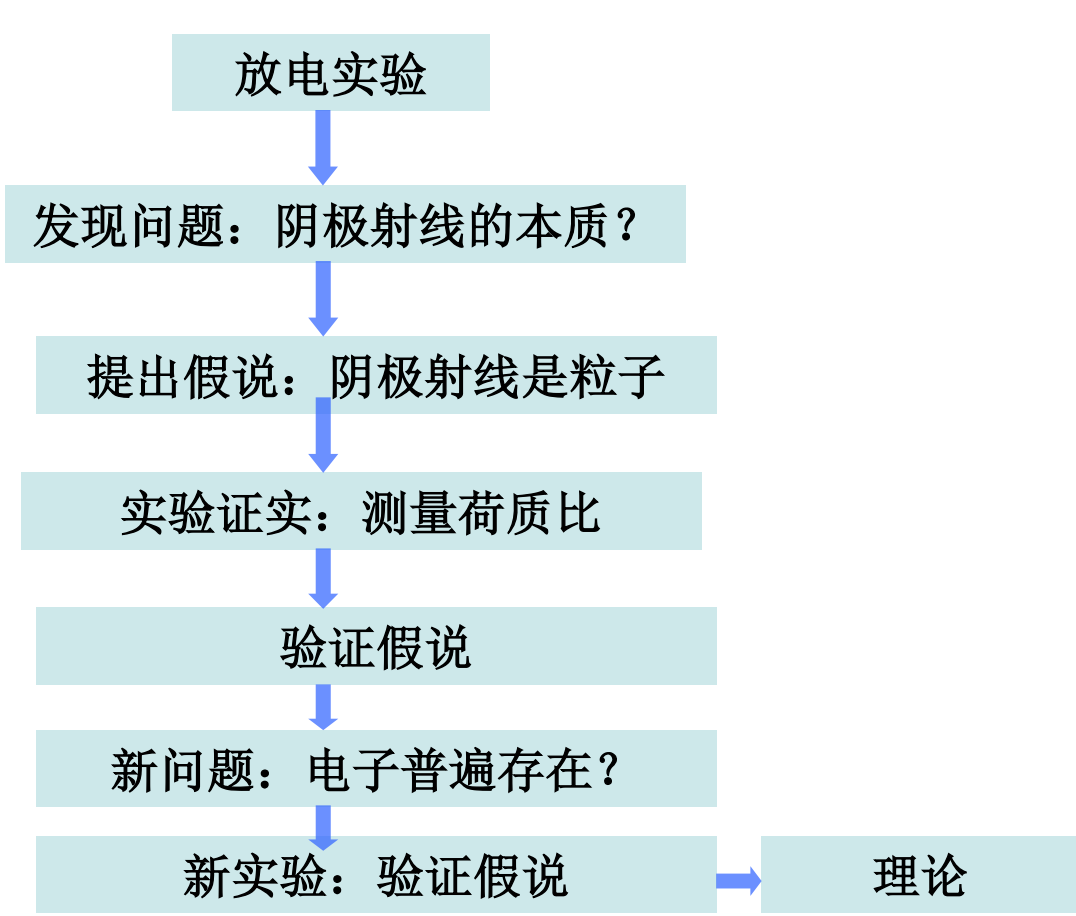 放电实验
发现问题：阴极射线的本质？
提出假说：阴极射线是粒子
实验证实：测量荷质比
验证假说
新问题：电子普遍存在？
新实验：验证假说
理论